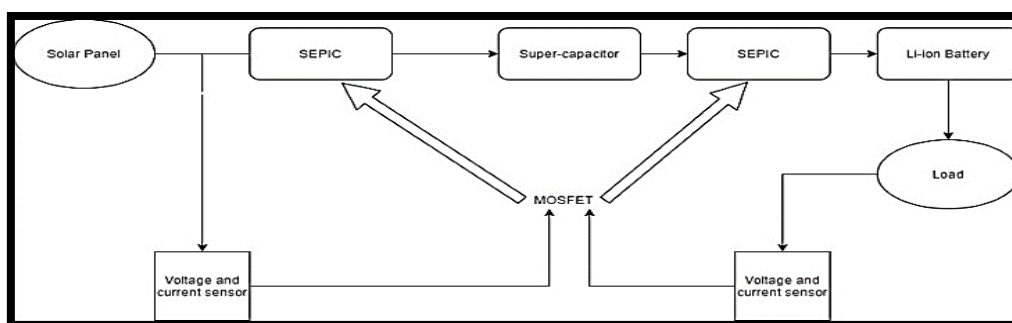 Solar Panel
SEPIC
Super-capacitor
SEPIC
Li-ion Battery
Load
MOSFET
Voltage and
current sensor
Voltage and
current sensor